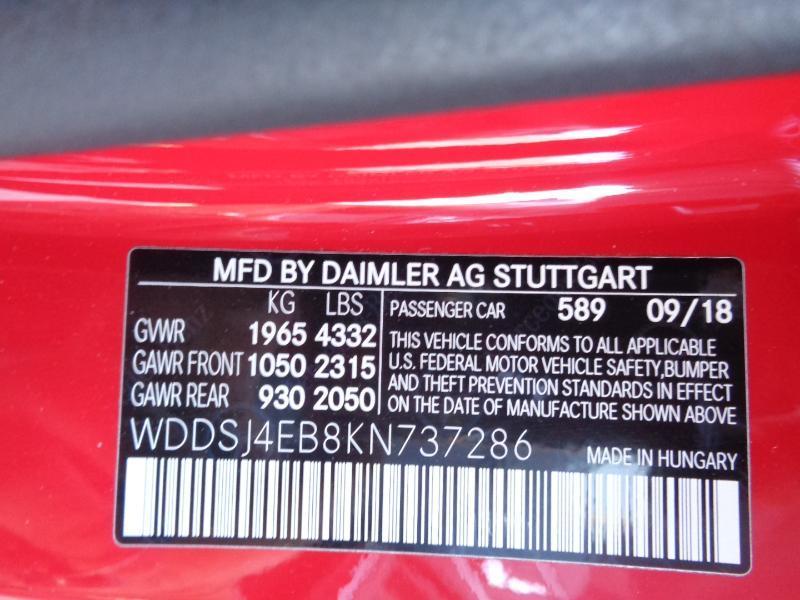 MFD BY DAIMLER AG STUTTGART
KG LBS
GVWR 1965 4332
GAWR FRONT 1050 2315
GAWR REAR 930 2050
PASSENGER CAR 589 09/18
THIS VEHICLE CONFORMS TO ALL APPLICABLE
U.S. FEDERAL MOTOR VEHICLE SAFETY,BUMPER
AND THEFT PREVENTION STANDARDS IN EFFECT
ON THE DATE OF MANUFACTURE SHOWN ABOVE
WDDSJ4EB8KN737286
MADE IN HUNGARY